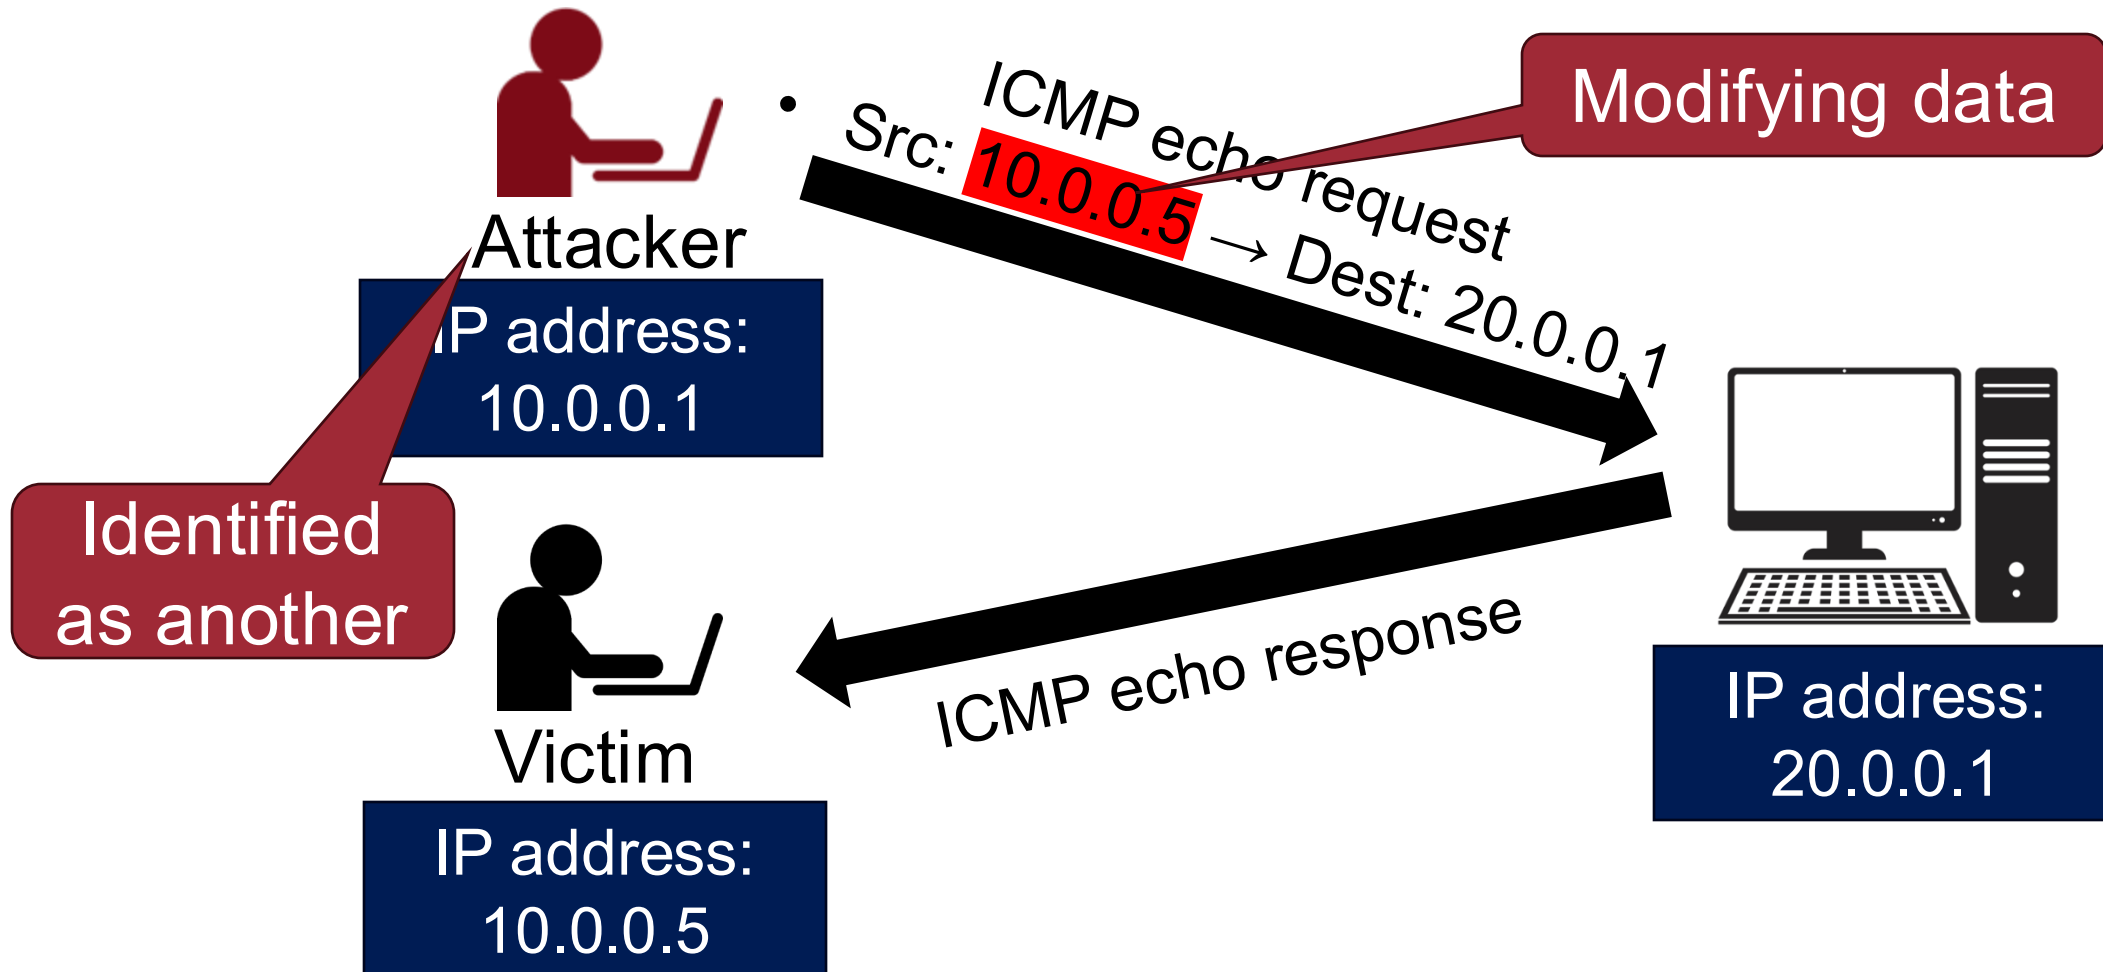 Modifying data
ICMP echo request
• Src: 10.0.0.5 → Dest: 20.0.0.1
Attacker
IP address:
10.0.0.1
Identified
as another
ICMP echo response
Victim
IP address:
10.0.0.5
IP address:
20.0.0.1